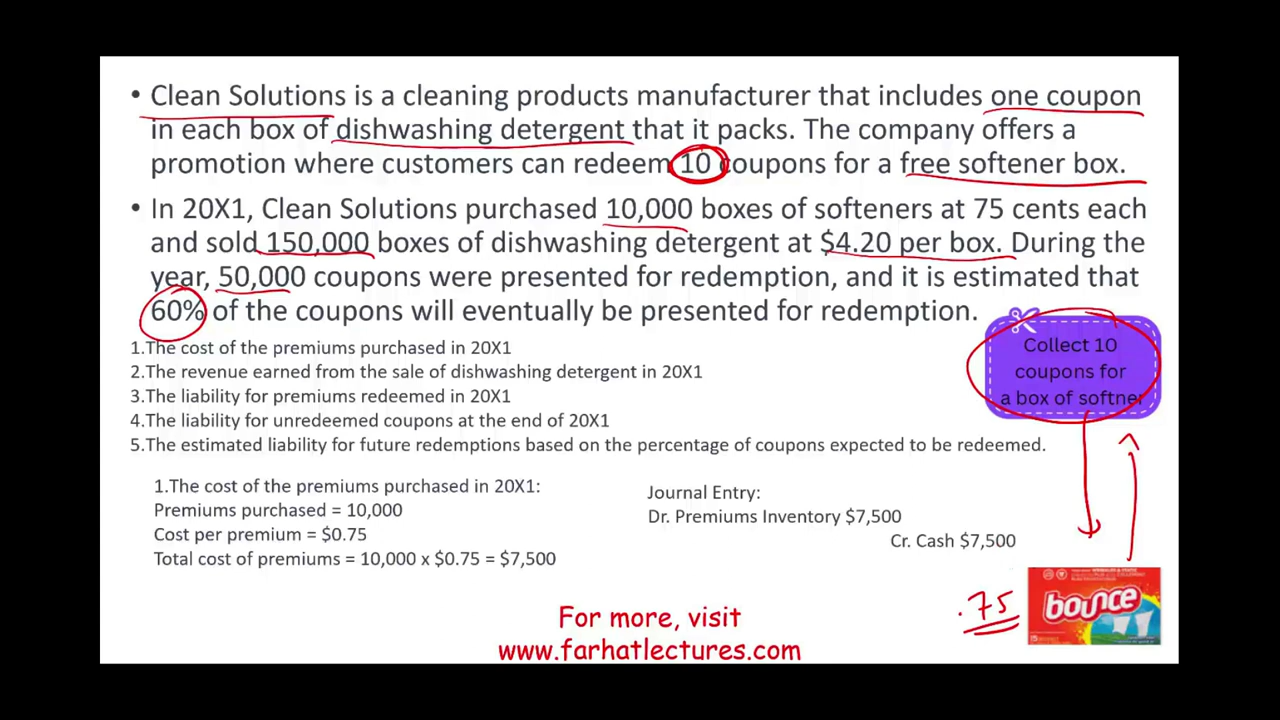 • Clean Solutions is a cleaning products manufacturer that includes one coupon
in each box of dishwashing detergent that it packs. The company offers a
promotion where customers can redeem 10 coupons for a free softener box.
• In 20X1, Clean Solutions purchased 10,000 boxes of softeners at 75 cents each
and sold 150,000 boxes of dishwashing detergent at $4.20 per box. During the
year, 50,000 coupons were presented for redemption, and it is estimated that
60% of the coupons will eventually be presented for redemption.
1.The cost of the premiums purchased in 20X1
2.The revenue earned from the sale of dishwashing detergent in 20X1
3.The liability for premiums redeemed in 20X1
4.The liability for unredeemed coupons at the end of 20X1
5.The estimated liability for future redemptions based on the percentage of coupons expected to be redeemed.
Collect 10
coupons for
a box of softner
1.The cost of the premiums purchased in 20X1:
Premiums purchased = 10,000
Cost per premium = $0.75
Total cost of premiums = 10,000 x $0.75 = $7,500
Journal Entry:
Dr. Premiums Inventory $7,500
Cr. Cash $7,500
.75
bounce
For more, visit
www.farhatlectures.com